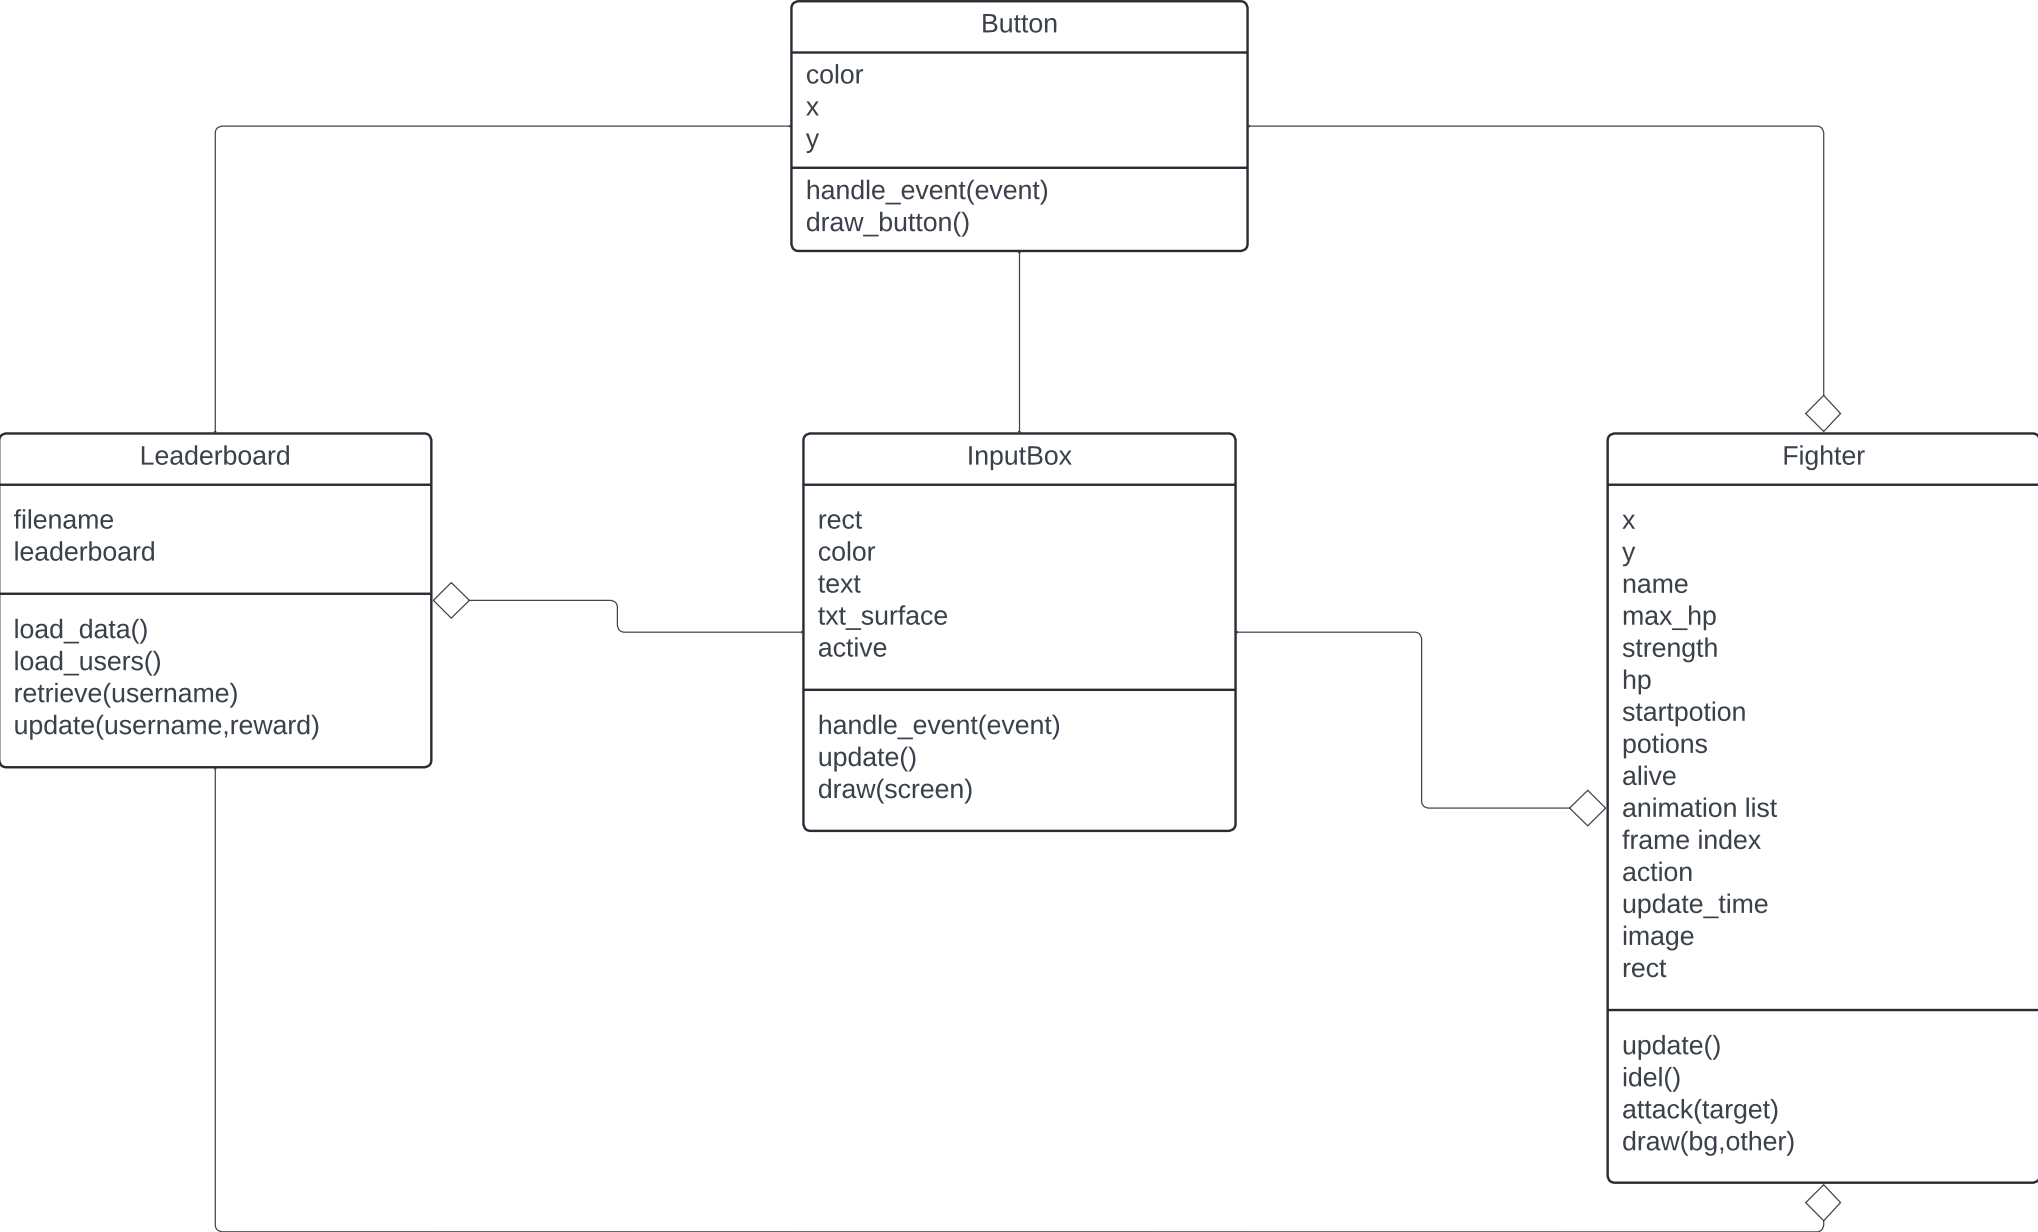 Button
color
x
y
handle_event(event)
draw_button()
Leaderboard
filename
leaderboard
load_data()
load_users()
retrieve(username)
update(username,reward)
InputBox
rect
color
text
txt_surface
active
handle_event(event)
update()
draw(screen)
Fighter
x
y
name
max_hp
strength
hp
startpotion
potions
alive
animation list
frame index
action
update_time
image
rect
update()
idel()
attack(target)
draw(bg,other)